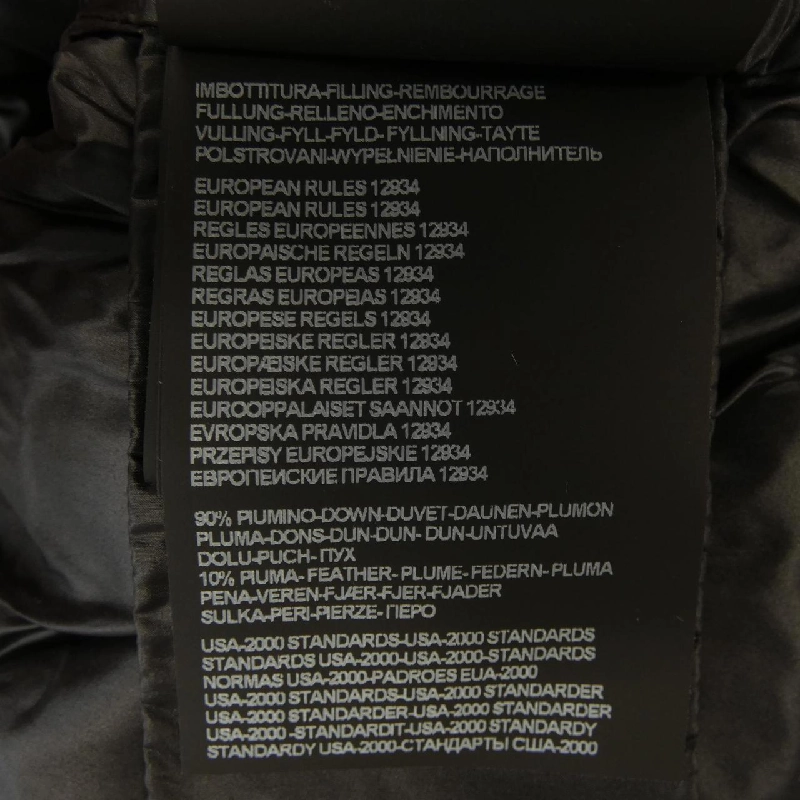 IMBOTTITURA-FILLING-REMBOURRAGE
FULLUNG-RELLENO-ENCHIMENTO
VULLING-FYLL-FYLD- FYLLNING-TAYTE
POLSTROVANI-WYPEŁNIENIE-НАПОЛНИТЕЛЬ
EUROPEAN RULES 12934
EUROPEAN RULES 12934
REGLES EUROPEENNES 12934
EUROPAISCHE REGELN 12934
REGLAS EUROPEAS 12934
REGRAS EUROPEIAS 12934
EUROPESE REGELS 12934
EUROPEISKE REGLER 12934
EUROPÆISKE REGLER 12934
EUROPEISKA REGLER 12934
EUROOPPALAISET SAANNOT 12934
EVROPSKA PRAVIDLA 12934
PRZEPISY EUROPEJSKIE 12934
ЕВРОПЕИСКИЕ ПРАВИЛА 12934
90% PIUMINO-DOWN-DUVET-DAUNEN-PLUMON
PLUMA-DONS-DUN-DUN- DUN-UNTUVAA
DOLU-PUCH- ПУХ
10% PIUMA- FEATHER- PLUME- FEDERN- PLUMA
PENA-VEREN-FJÆR-FJER-FJADER
SULKA-PERI-PIERZE- ПЕРО
USA-2000 STANDARDS-USA-2000 STANDARDS
STANDARDS USA-2000-USA-2000-STANDARDS
NORMAS USA-2000-PADROES EUA-2000
USA-2000 STANDARDS-USA-2000 STANDARDER
USA-2000 STANDARDER-USA-2000 STANDARDER
USA-2000 -STANDARDIT-USA-2000 STANDARDY
STANDARDY USA-2000-СТАНДАРТЫ США-2000